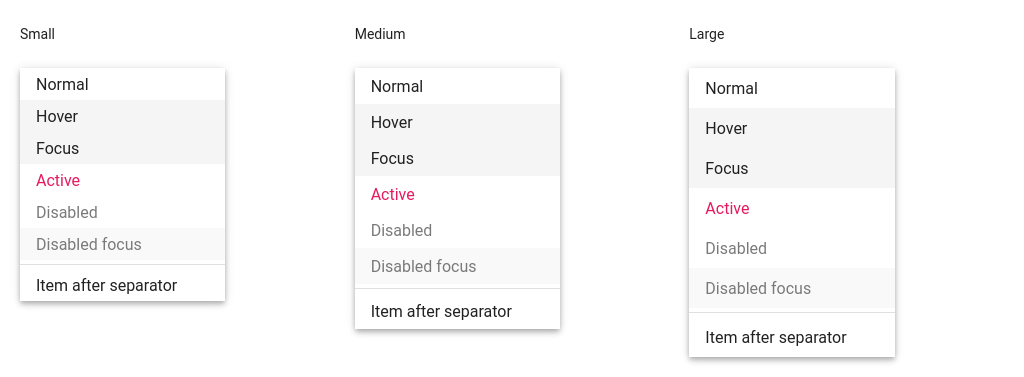 Small
Normal
Hover
Focus
Active
Disabled
Disabled focus
Item after separator
Medium
Normal
Hover
Focus
Active
Disabled
Disabled focus
Item after separator
Large
Normal
Hover
Focus
Active
Disabled
Disabled focus
Item after separator